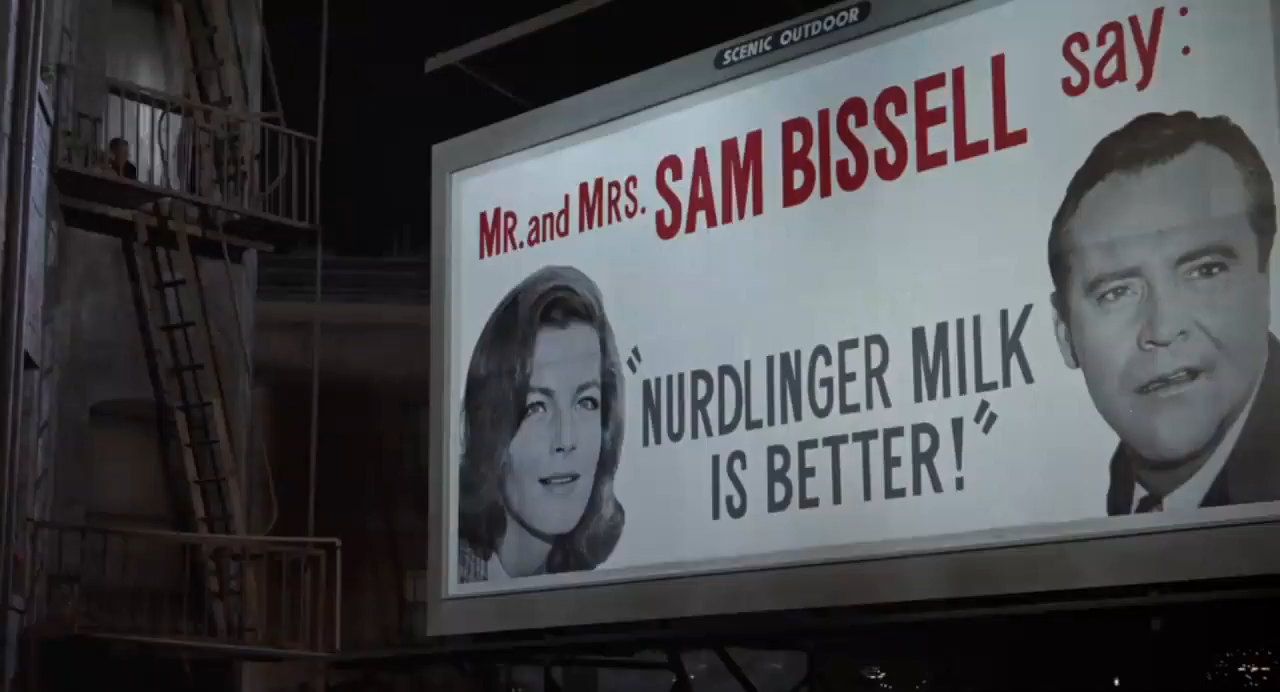 SCENIC OUTDOOR
MR. and MRS. SAM BISSELL say:
"NURDLINGER MILK
IS BETTER!"